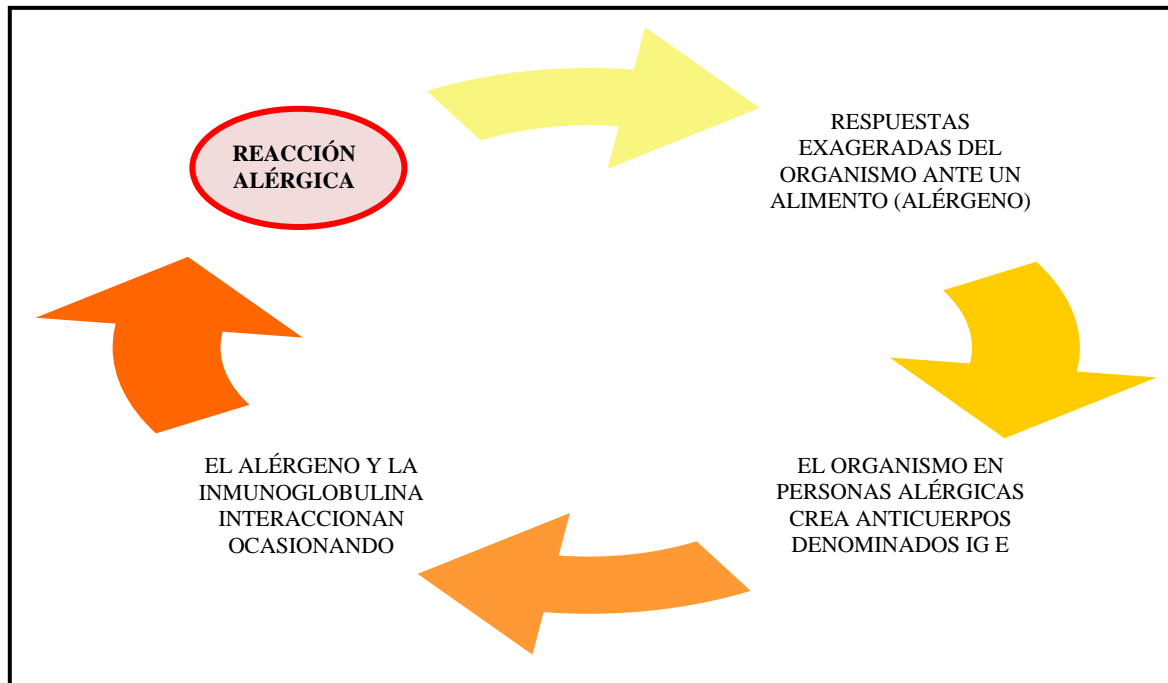 REACCIÓN
ALÉRGICA
RESPUESTAS
EXAGERADAS DEL
ORGANISMO ANTE UN
ALIMENTO (ALÉRGENO)
EL ORGANISMO EN
PERSONAS ALÉRGICAS
CREA ANTICUERPOS
DENOMINADOS IG E
EL ALÉRGENO Y LA
INMUNOGLOBULINA
INTERACCIONAN
OCASIONANDO